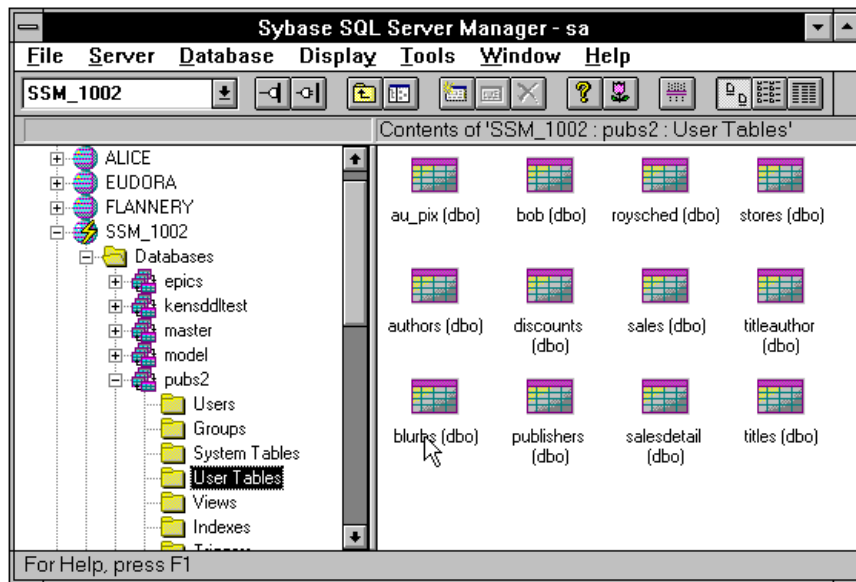 Sybase SQL Server Manager - sa
File Server Database Display Tools Window Help
SSM_1002
Contents of 'SSM_1002 : pubs2 : User Tables'
ALICE
EUDORA
FLANNERY
SSM_1002
Databases
epics
kensddltest
master
model
pubs2
Users
Groups
System Tables
User Tables
Views
Indexes
au_pix (dbo)
bob (dbo)
roysched (dbo)
stores (dbo)
authors (dbo)
discounts
(dbo)
sales (dbo)
titleauthor
(dbo)
blurbs (dbo)
publishers
(dbo)
salesdetail
(dbo)
titles (dbo)
For Help, press F1